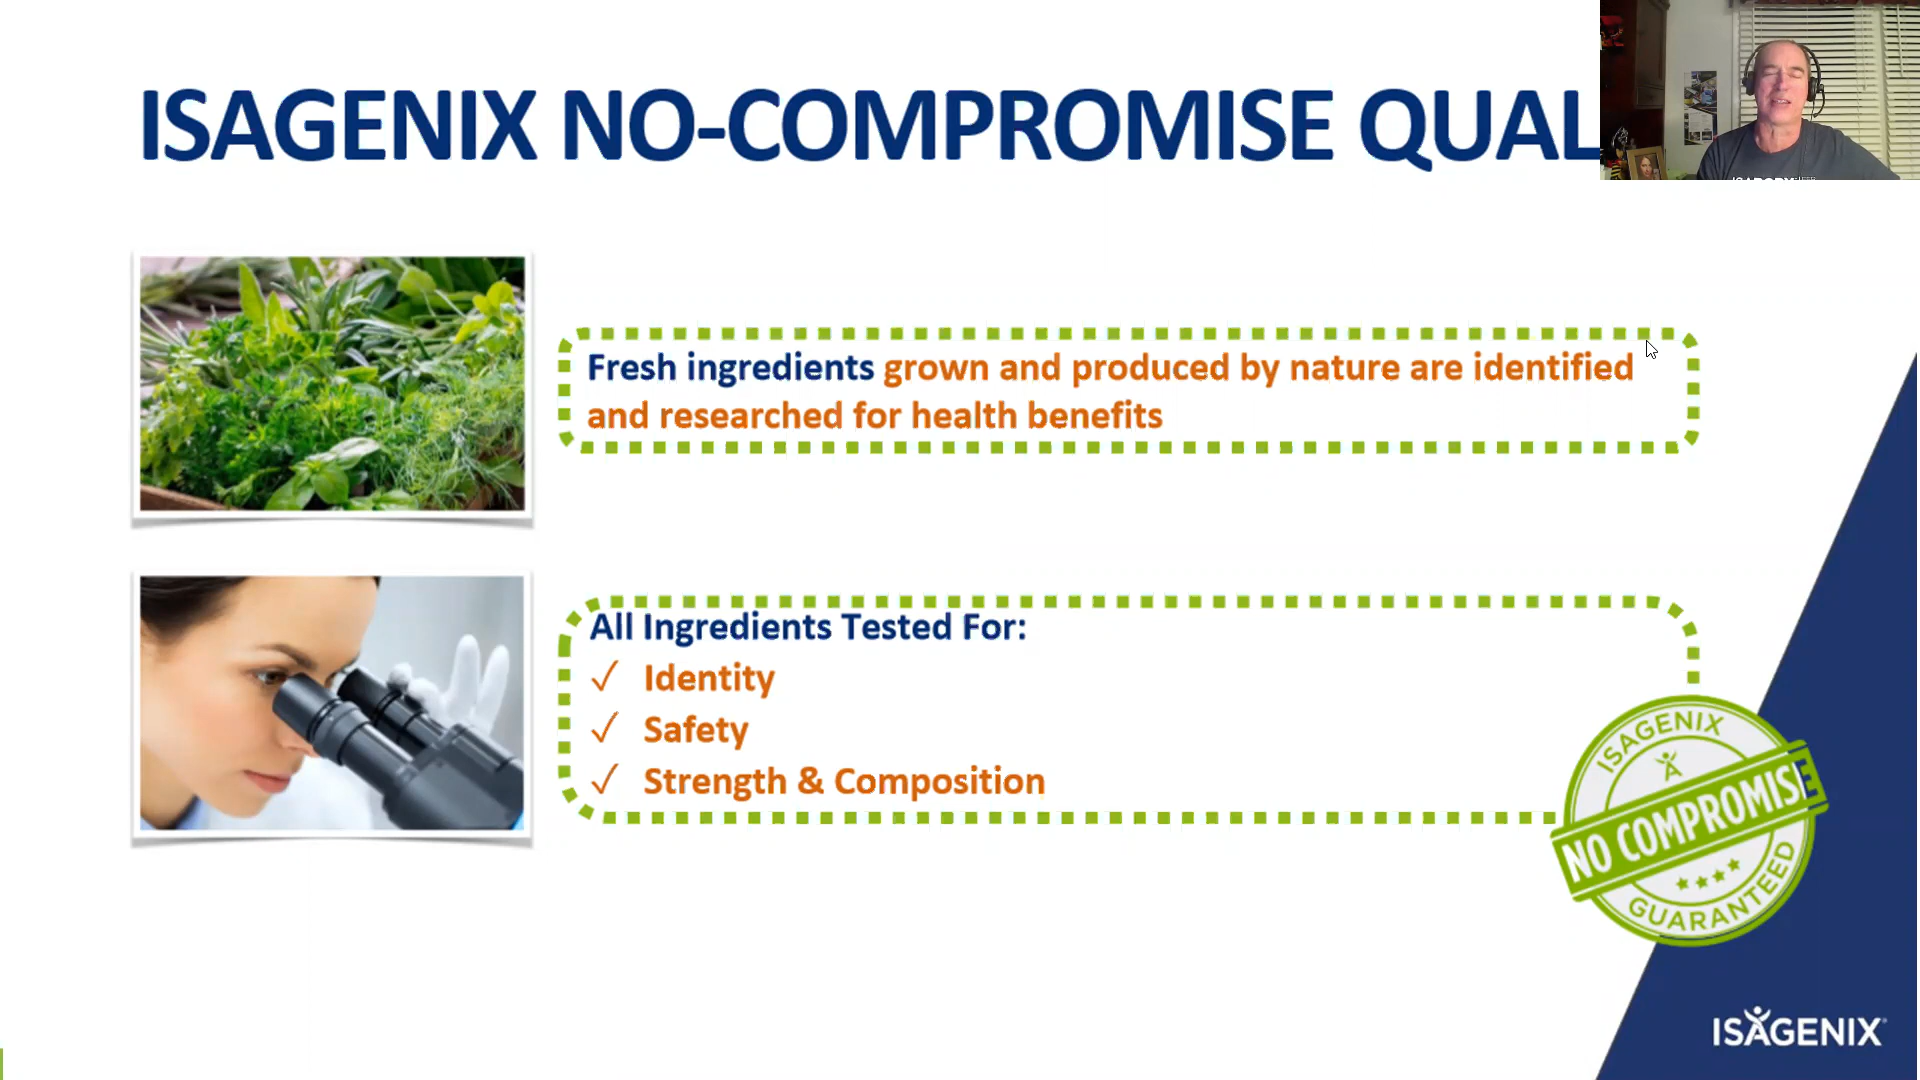 ISAGENIX NO-COMPROMISE QUAL
Fresh ingredients grown and produced by nature are identified
and researched for health benefits
All Ingredients Tested For:
✓ Identity
✓ Safety
✓ Strength & Composition
ISAGENIX
NO COMPROMISE
GUARANTEED
ISAGENIX